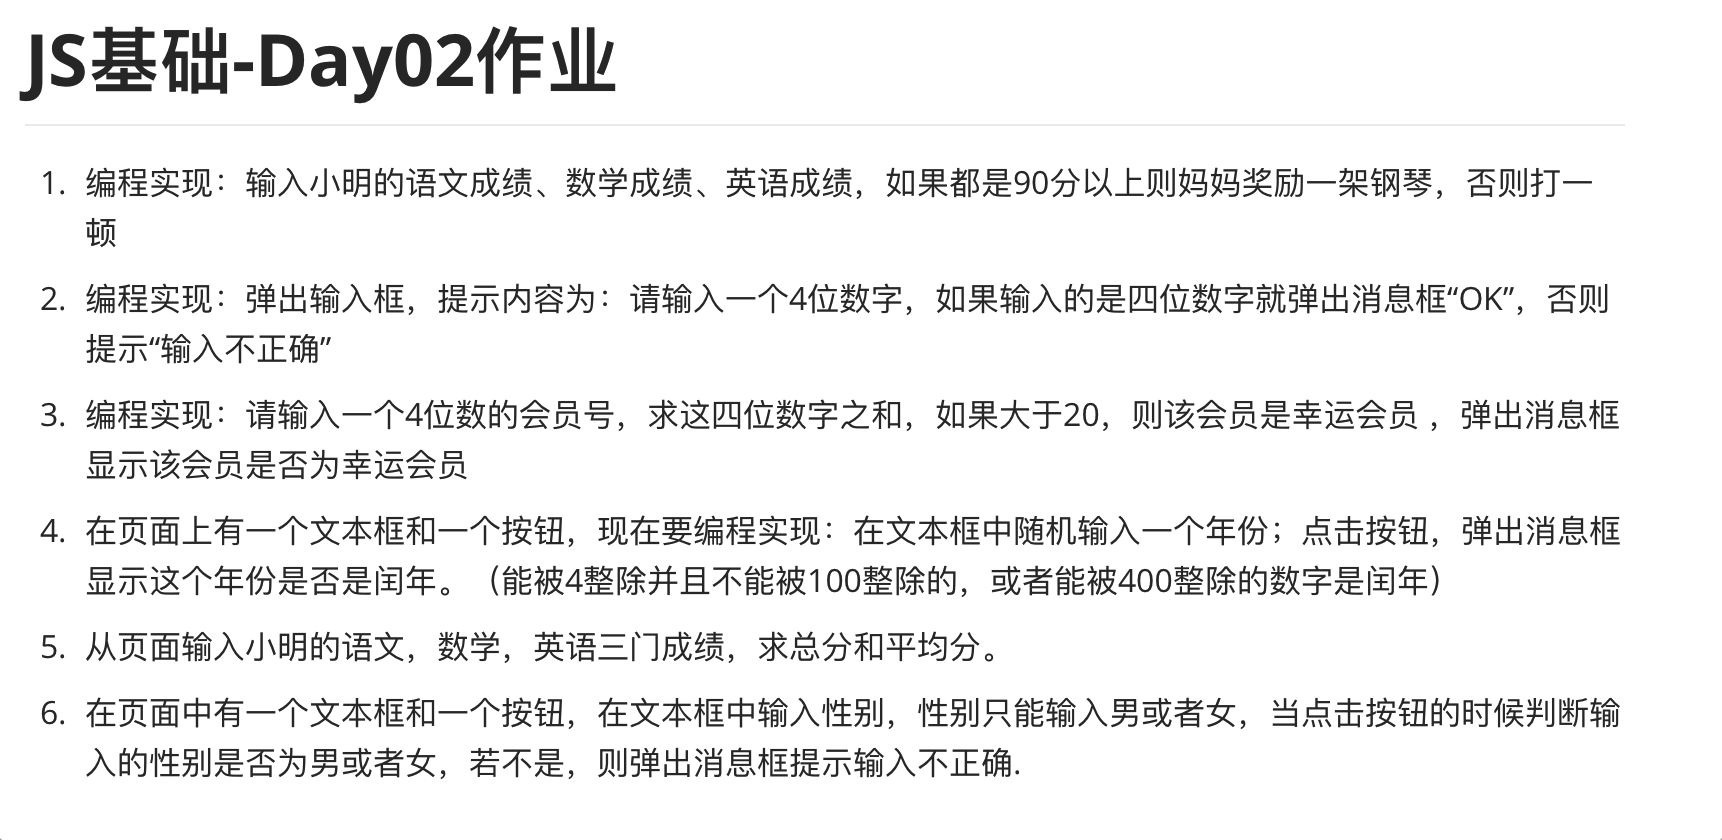 JS基础-Day02作业
1. 编程实现：输入小明的语文成绩、数学成绩、英语成绩，如果都是90分以上则妈妈奖励一架钢琴，否则打一
顿
2. 编程实现：弹出输入框，提示内容为：请输入一个4位数字，如果输入的是四位数字就弹出消息框“OK”，否则
提示“输入不正确”
3. 编程实现：请输入一个4位数的会员号，求这四位数字之和，如果大于20，则该会员是幸运会员 ，弹出消息框
显示该会员是否为幸运会员
4. 在页面上有一个文本框和一个按钮，现在要编程实现：在文本框中随机输入一个年份；点击按钮，弹出消息框
显示这个年份是否是闰年。（能被4整除并且不能被100整除的，或者能被400整除的数字是闰年）
5. 从页面输入小明的语文，数学，英语三门成绩，求总分和平均分。
6. 在页面中有一个文本框和一个按钮，在文本框中输入性别，性别只能输入男或者女，当点击按钮的时候判断输
入的性别是否为男或者女，若不是，则弹出消息框提示输入不正确.